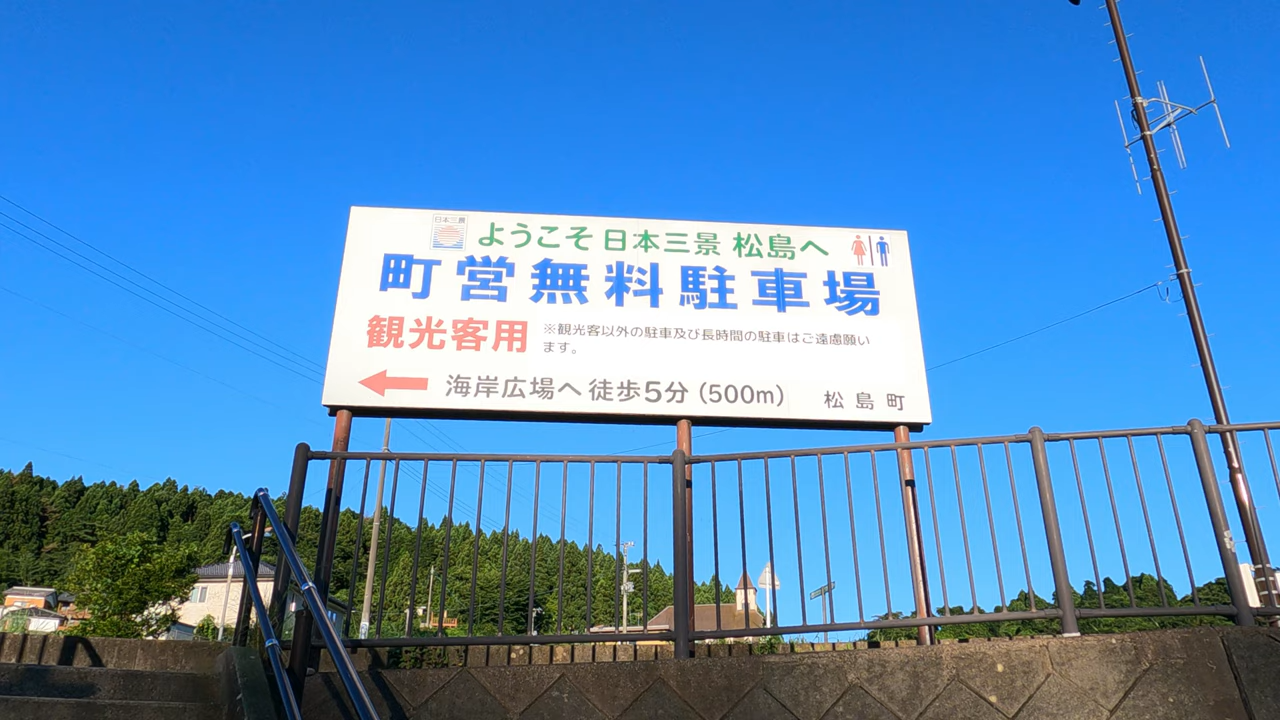 日本三景
ようこそ 日本三景 松島へ
町営無料駐車場
観光客用
※観光客以外の駐車及び長時間の駐車はご遠慮願い
ます。
海岸広場へ 徒歩5分(500m)
松島町